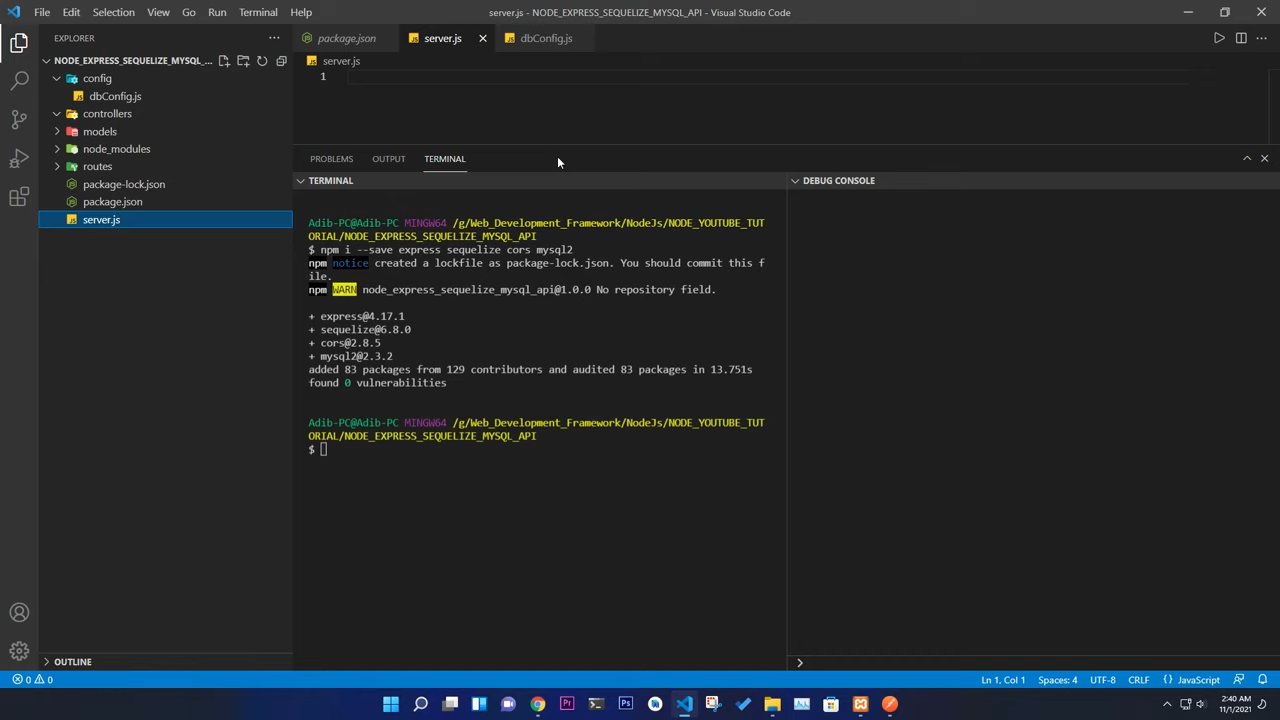 File Edit Selection View Go Run Terminal Help server.js - NODE_EXPRESS_SEQUELIZE_MYSQL_API - Visual Studio Code
EXPLORER
package.json server.js dbConfig.js
NODE_EXPRESS_SEQUELIZE_MYSQL_...
server.js
config
1
dbConfig.js
controllers
models
node_modules
routes
package-lock.json
package.json
server.js
PROBLEMS OUTPUT TERMINAL
TERMINAL
DEBUG CONSOLE
Adib-PC@Adib-PC MINGW64 /g/Web_Development_Framework/NodeJs/NODE_YOUTUBE_TUT
ORIAL/NODE_EXPRESS_SEQUELIZE_MYSQL_API
$ npm i --save express sequelize cors mysql2
npm notice created a lockfile as package-lock.json. You should commit this f
ile.
npm WARN node_express_sequelize_mysql_api@1.0.0 No repository field.
+ express@4.17.1
+ sequelize@6.8.0
+ cors@2.8.5
+ mysql2@2.3.2
added 83 packages from 129 contributors and audited 83 packages in 13.751s
found 0 vulnerabilities
Adib-PC@Adib-PC MINGW64 /g/Web_Development_Framework/NodeJs/NODE_YOUTUBE_TUT
ORIAL/NODE_EXPRESS_SEQUELIZE_MYSQL_API
$
OUTLINE
0 0
Ln 1, Col 1 Spaces: 4 UTF-8 CRLF {} JavaScript
Pr Ps
2:40 AM
11/1/2021